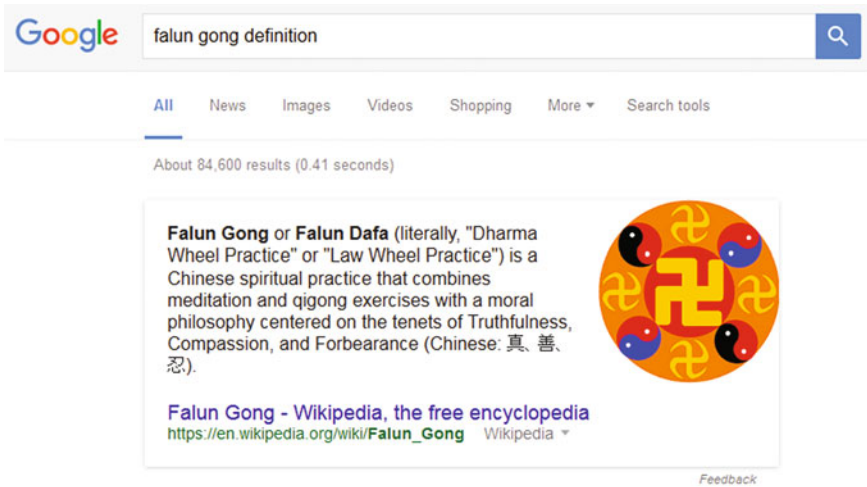 Google falun gong definition
All News Images Videos Shopping More Search tools
About 84,600 results (0.41 seconds)
Falun Gong or Falun Dafa (literally, "Dharma
Wheel Practice" or "Law Wheel Practice") is a
Chinese spiritual practice that combines
meditation and qigong exercises with a moral
philosophy centered on the tenets of Truthfulness,
Compassion, and Forbearance (Chinese: 真、善、
忍).
Falun Gong - Wikipedia, the free encyclopedia
https://en.wikipedia.org/wiki/Falun_Gong Wikipedia
Feedback